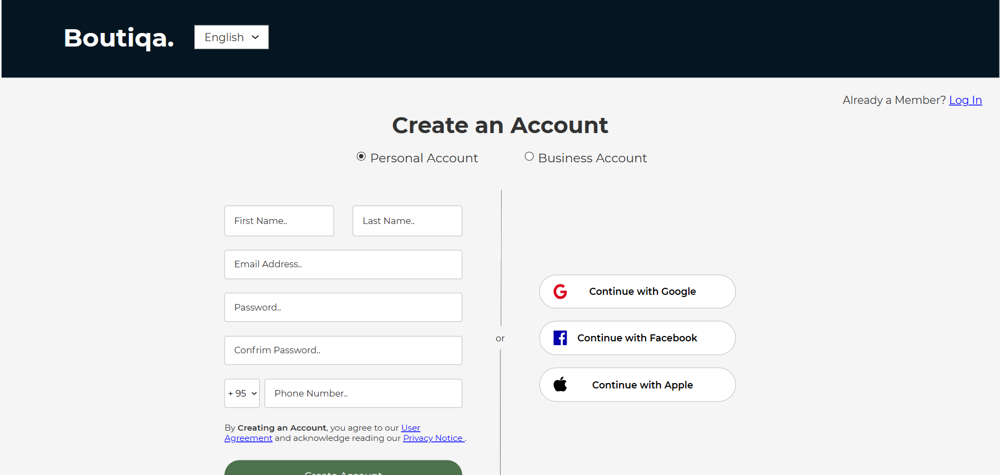 Boutiqa.
English
Already a Member? Log In
Create an Account
Personal Account
Business Account
First Name..
Last Name..
Email Address..
Password..
Confrim Password..
+ 95
Phone Number..
By Creating an Account, you agree to our User
Agreement and acknowledge reading our Privacy Notice .
Create Account
or
Continue with Google
Continue with Facebook
Continue with Apple